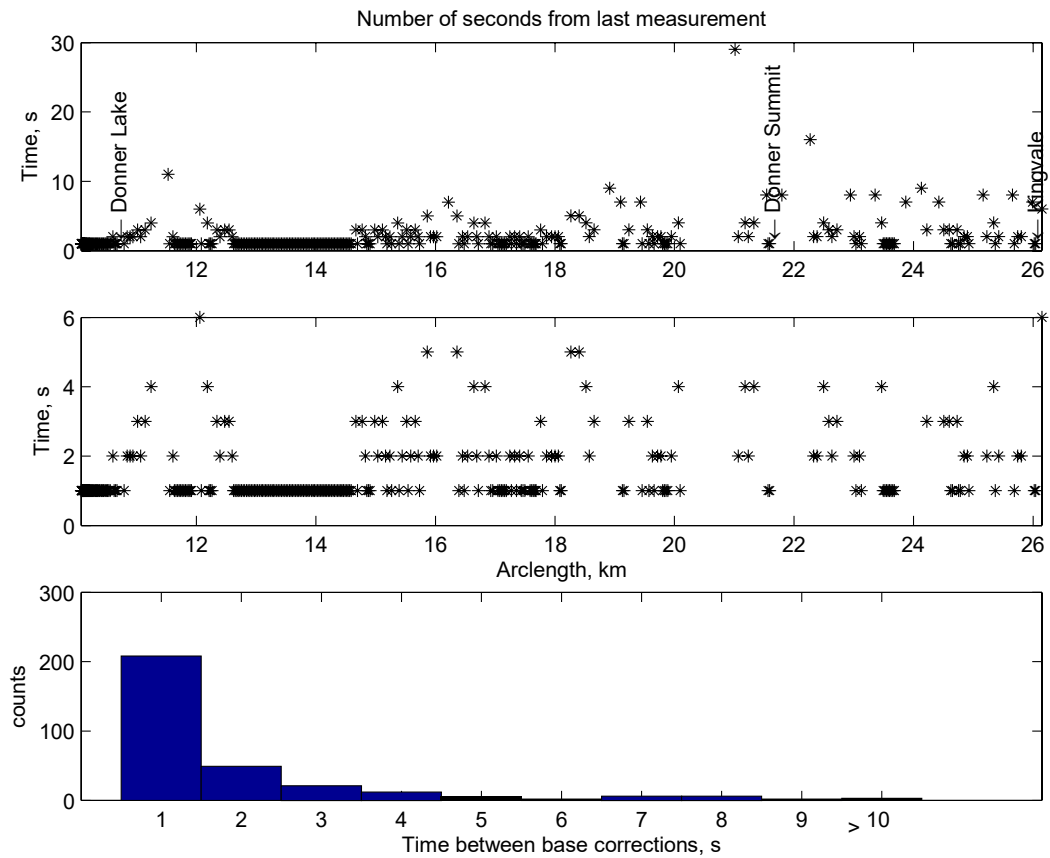 Number of seconds from last measurement
30
20
10
0
Time, s
Donner Lake
Donner Summit
Kingvale
12 14 16 18 20 22 24 26
6
4
2
0
Time, s
12 14 16 18 20 22 24 26
Arclength, km
300
200
100
0
counts
1 2 3 4 5 6 7 8 9 > 10
Time between base corrections, s